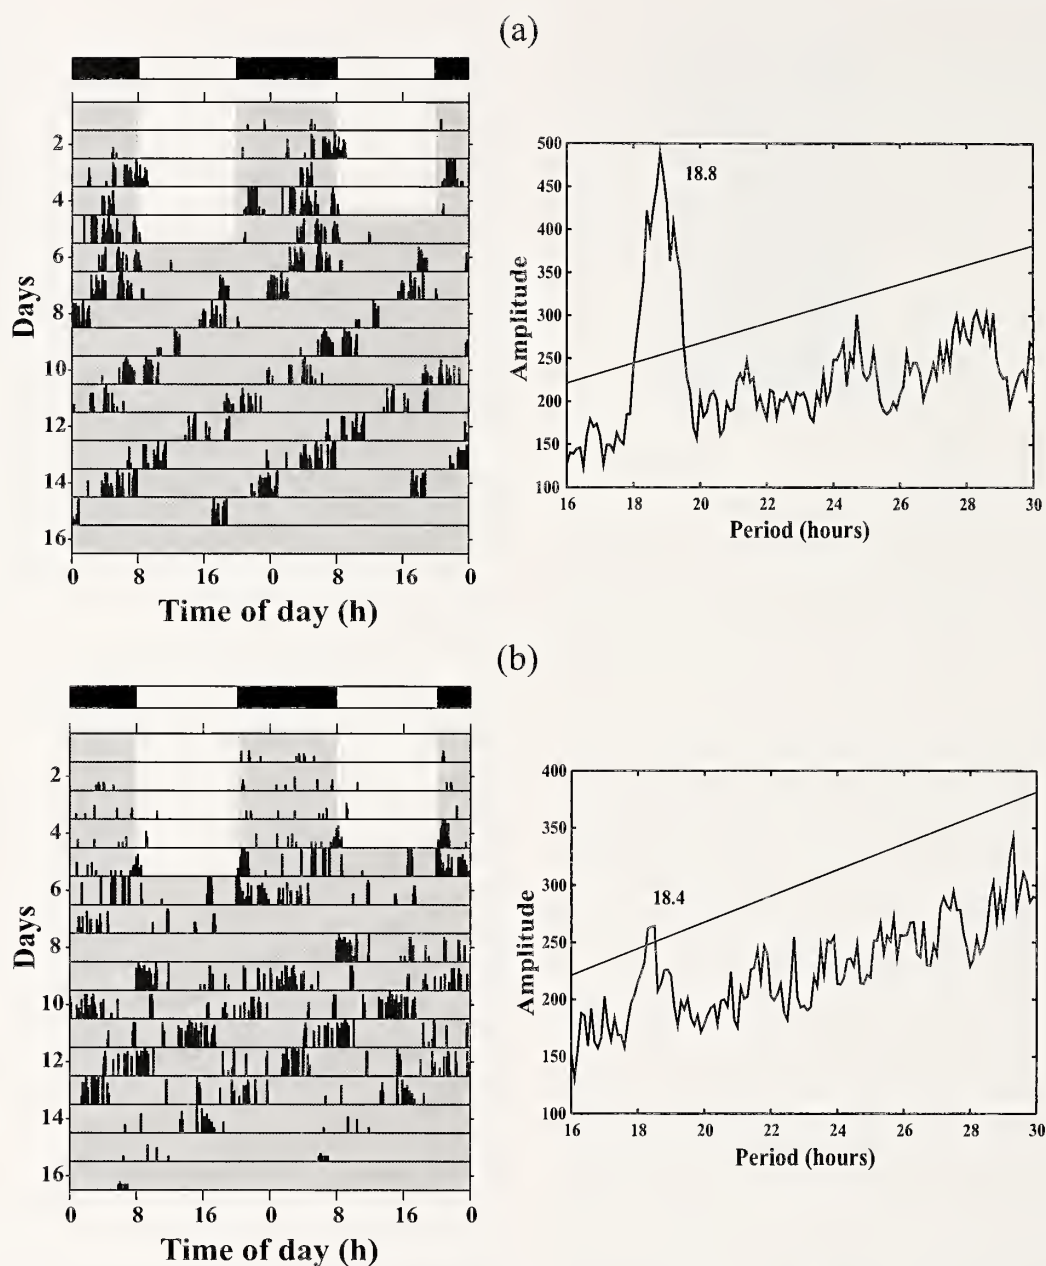 (a)
Days
2
4
6
8
10
12
14
16
0 8 16 0 8 16 0
Time of day (h)
Amplitude
500
450
400
350
300
250
200
150
100
18.8
16 18 20 22 24 26 28 30
Period (hours)
(b)
Days
2
4
6
8
10
12
14
16
0 8 16 0 8 16 0
Time of day (h)
Amplitude
400
350
300
250
200
150
100
18.4
16 18 20 22 24 26 28 30
Period (hours)